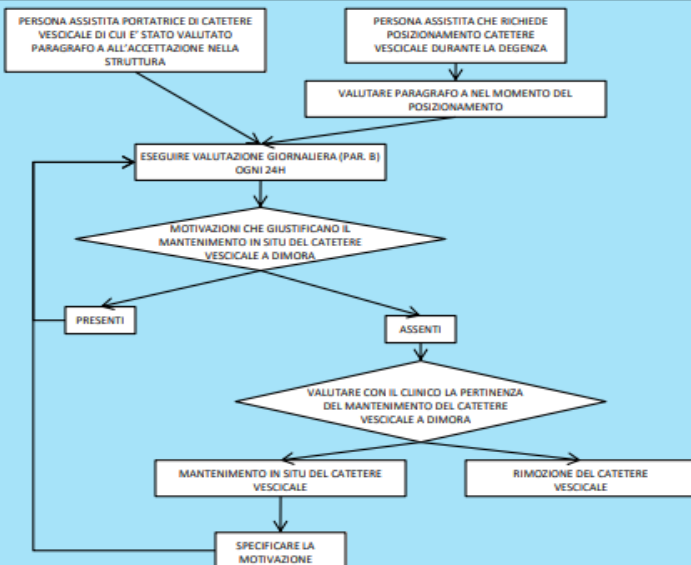 PERSONA ASSISTITA PORTATRICE DI CATETERE
VESCICALE DI CUI E' STATO VALUTATO
PARAGRAFO A ALL'ACCETTAZIONE NELLA
STRUTTURA
PERSONA ASSISTITA CHE RICHIEDE
POSIZIONAMENTO CATETERE
VESCICALE DURANTE LA DEGENZA
VALUTARE PARAGRAFO A NEL MOMENTO DEL
POSIZIONAMENTO
ESEGUIRE VALUTAZIONE GIORNALIERA (PAR. B)
OGNI 24H
MOTIVAZIONI CHE GIUSTIFICANO IL
MANTENIMENTO IN SITU DEL CATETERE
VESCICALE A DIMORA
PRESENTI
ASSENTI
VALUTARE CON IL CLINICO LA PERTINENZA
DEL MANTENIMENTO DEL CATETERE
VESCICALE A DIMORA
MANTENIMENTO IN SITU DEL CATETERE
VESCICALE
RIMOZIONE DEL CATETERE
VESCICALE
SPECIFICARE LA
MOTIVAZIONE